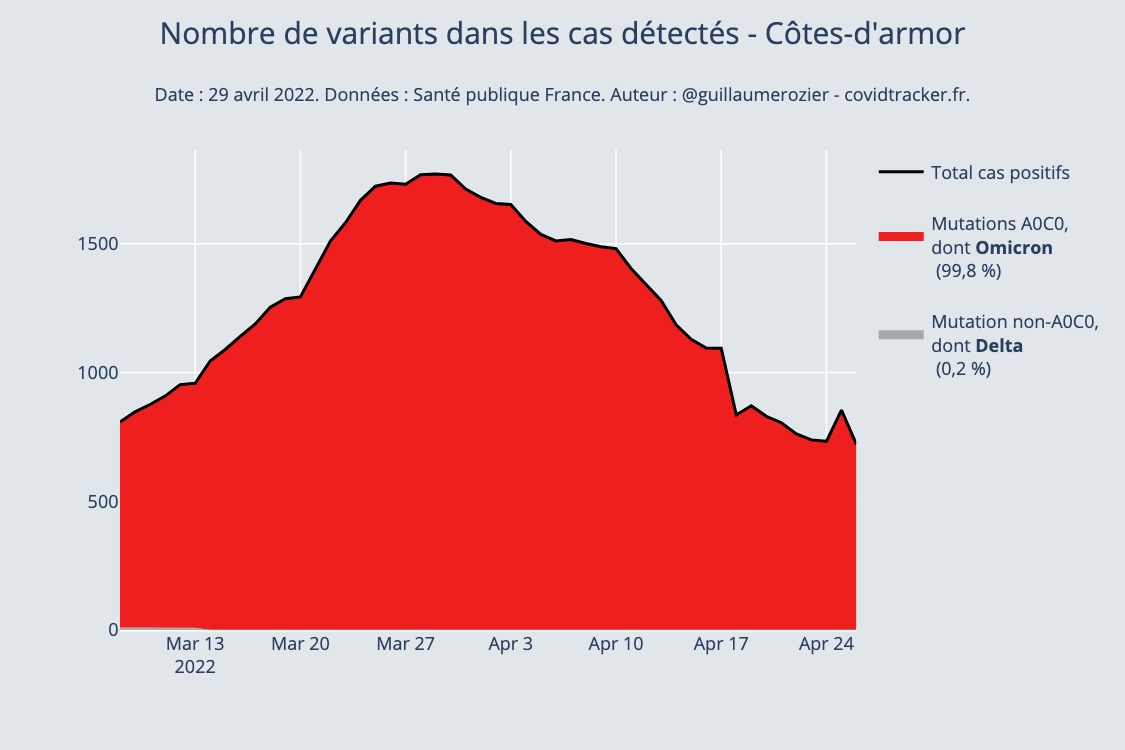 Nombre de variants dans les cas détectés - Côtes-d'armor
Date : 29 avril 2022. Données : Santé publique France. Auteur : @guillaumerozier - covidtracker.fr.
Total cas positifs
Mutations A0C0,
dont Omicron
(99,8 %)
Mutation non-A0C0,
dont Delta
(0,2 %)
1500
1000
500
0
Mar 13
2022
Mar 20
Mar 27
Apr 3
Apr 10
Apr 17
Apr 24